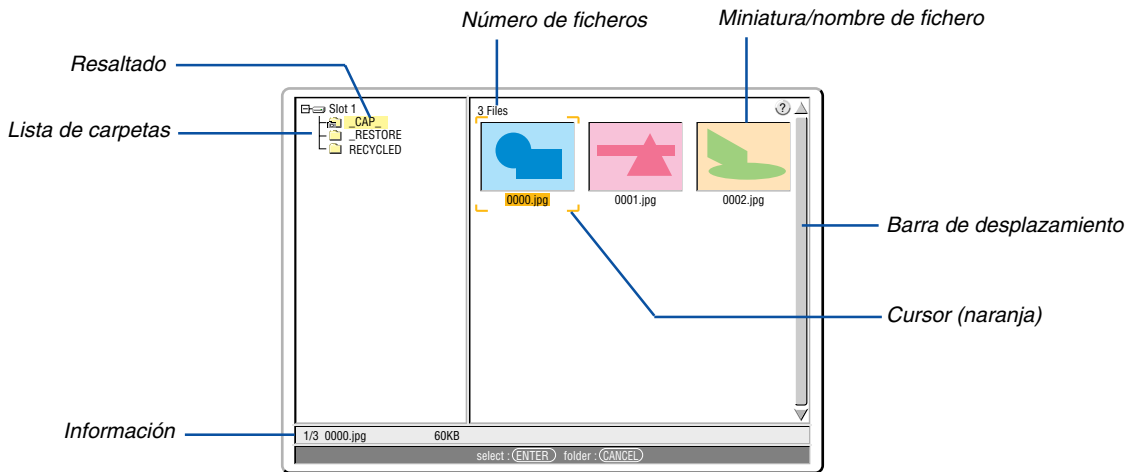 Número de ficheros
Miniatura/nombre de fichero
Resaltado
Lista de carpetas
Slot 1
_CAP_
_RESTORE
RECYCLED
3 Files
?
0000.jpg
0001.jpg
0002.jpg
Barra de desplazamiento
Cursor (naranja)
Información
1/3 0000.jpg 60KB
select : ENTER folder : CANCEL